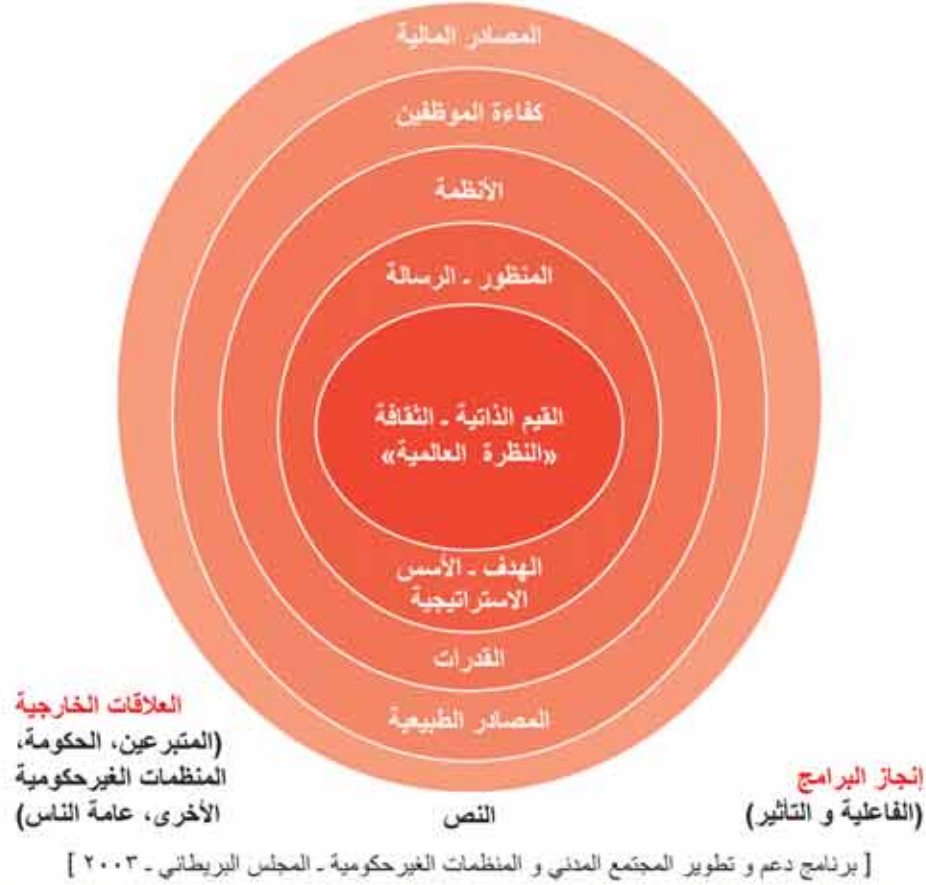 المصادر المالية
كفاءة الموظفين
الأنظمة
المنظور - الرسالة
القيم الذاتية - الثقافة
«النظرة العالمية»
الهدف - الأسس
الاستراتيجية
القدرات
المصادر الطبيعية
العلاقات الخارجية
(المتبرعين، الحكومة،
المنظمات الغيرحكومية
الأخرى، عامة الناس)
النص
إنجاز البرامج
(الفاعلية و التأثير)
[ برنامج دعم و تطوير المجتمع المدني و المنظمات الغيرحكومية - المجلس البريطاني - ٢٠٠٣ ]